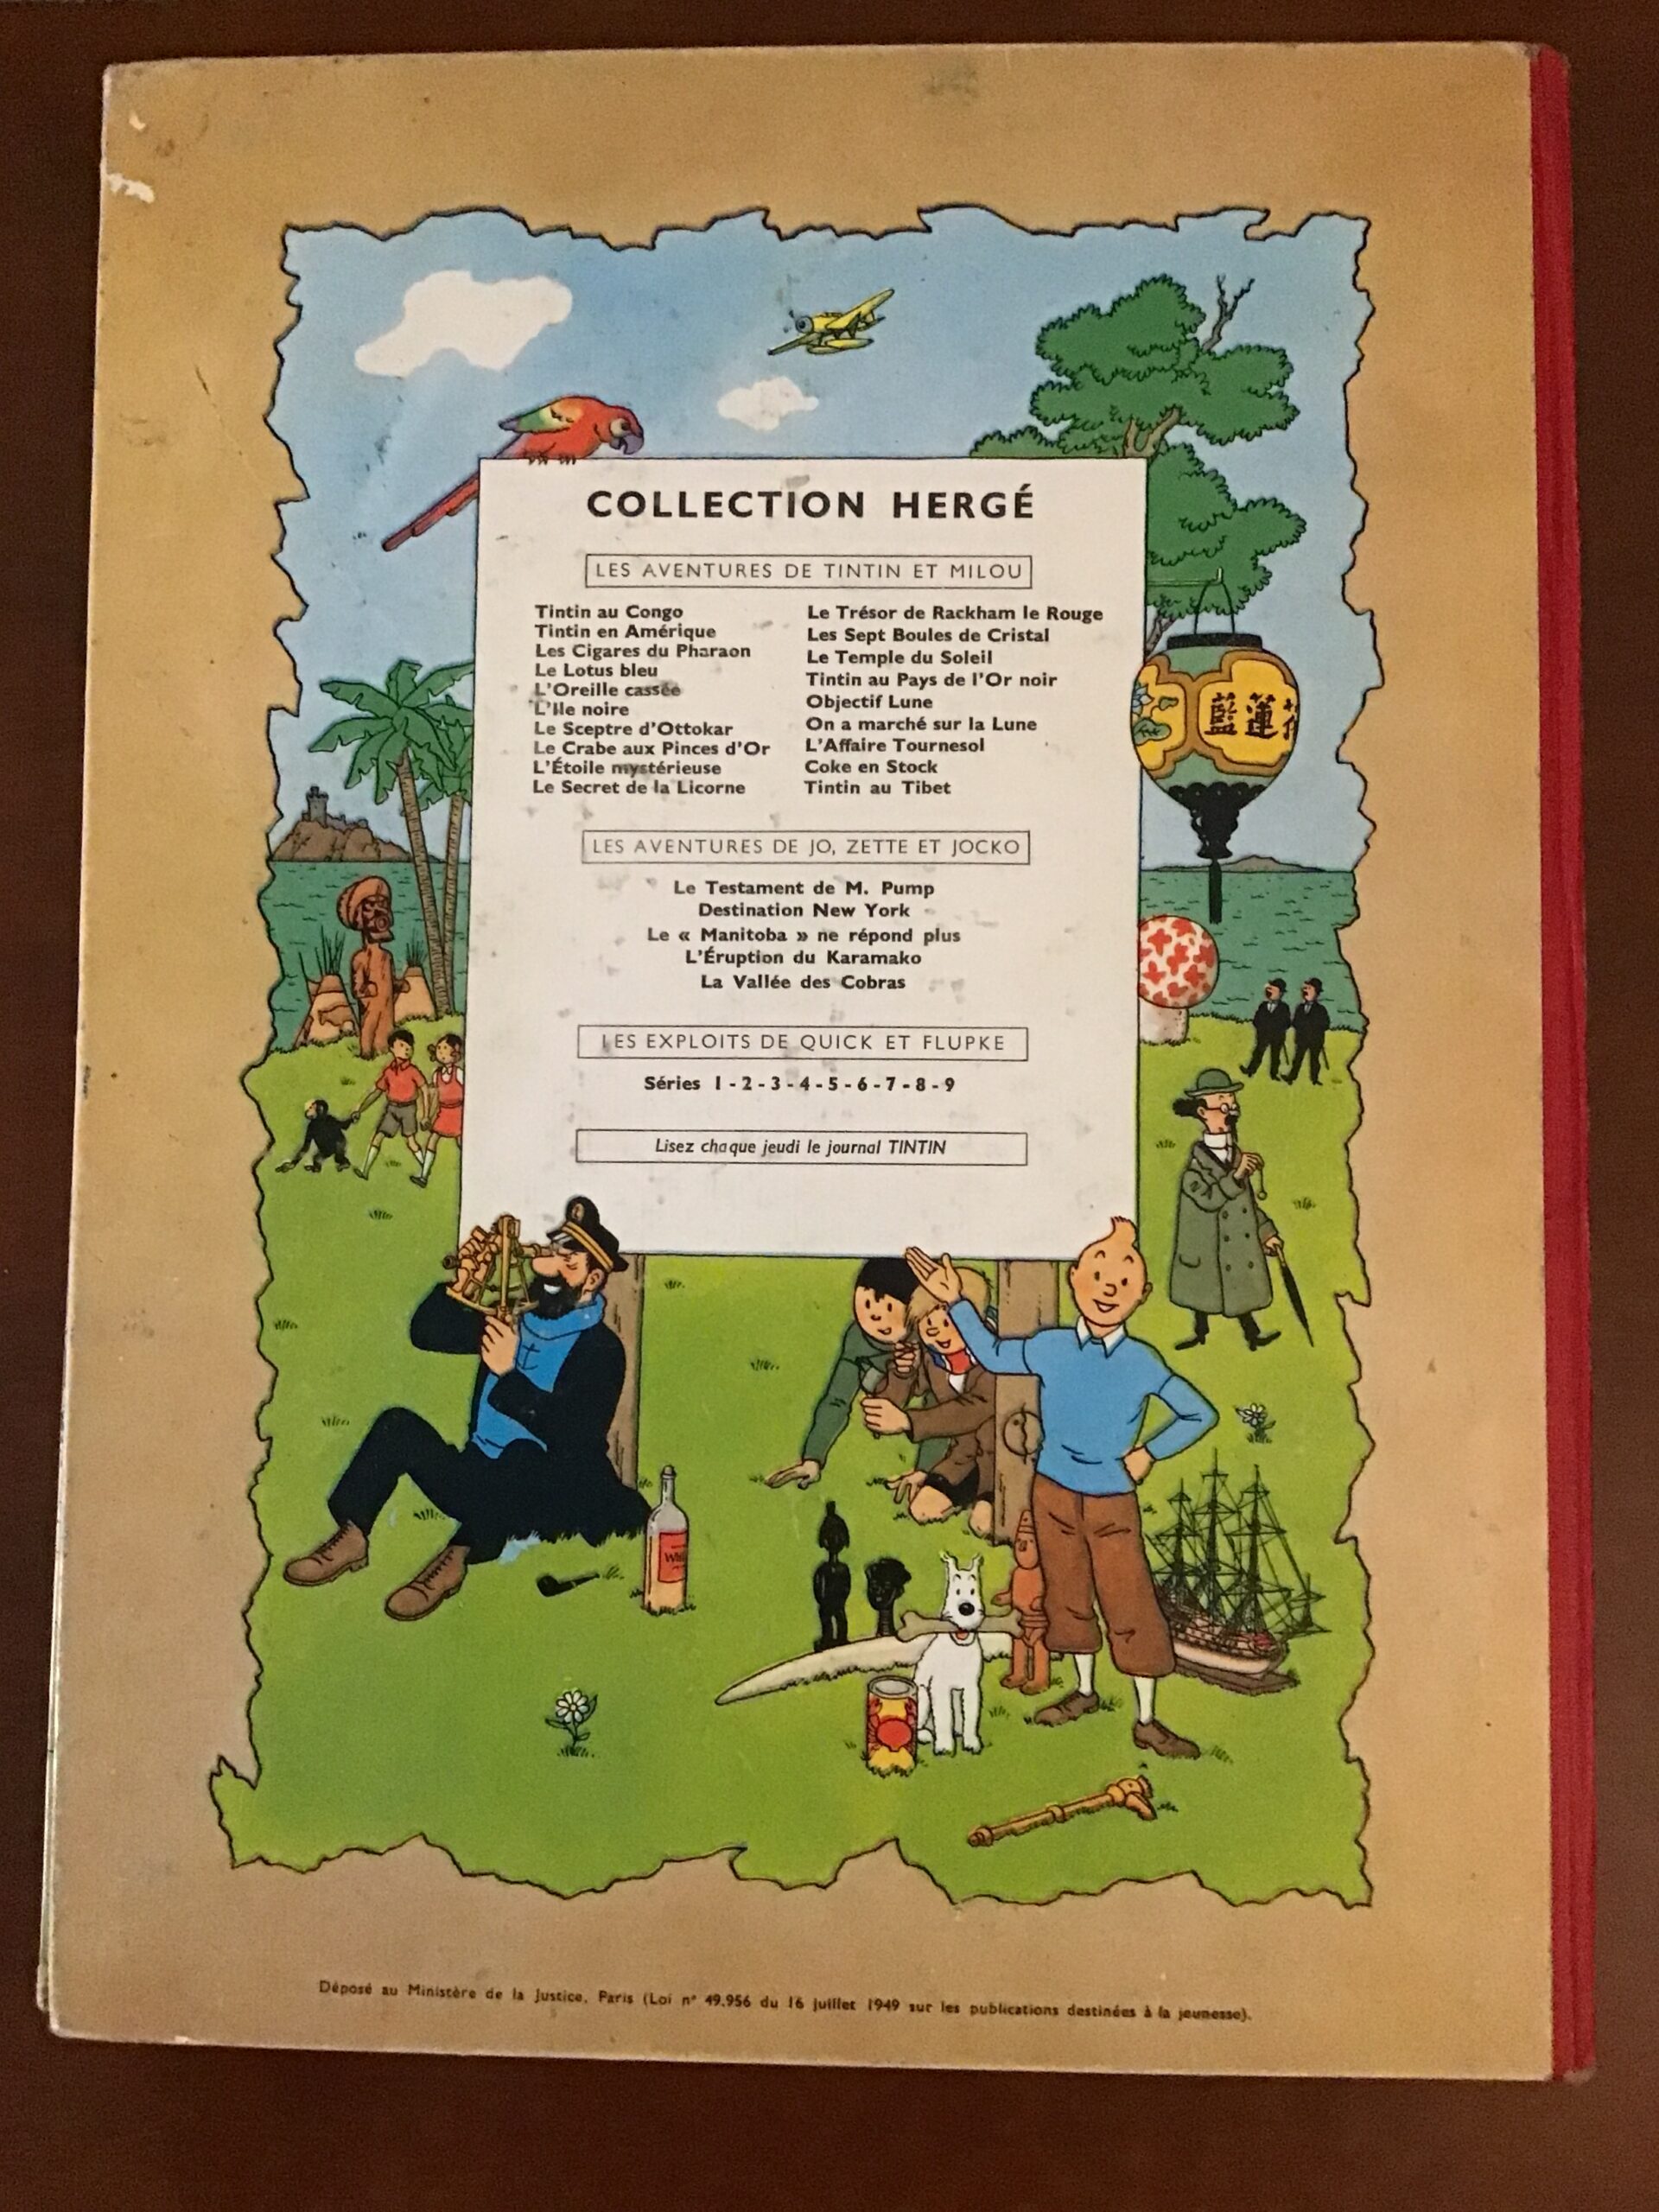 COLLECTION HERGÉ
LES AVENTURES DE TINTIN ET MILOU
Tintin au Congo
Tintin en Amérique
Les Cigares du Pharaon
Le Lotus bleu
L'Oreille cassée
L'Ile noire
Le Sceptre d'Ottokar
Le Crabe aux Pinces d'Or
L'Étoile mystérieuse
Le Secret de la Licorne
Le Trésor de Rackham le Rouge
Les Sept Boules de Cristal
Le Temple du Soleil
Tintin au Pays de l'Or noir
Objectif Lune
On a marché sur la Lune
L'Affaire Tournesol
Coke en Stock
Tintin au Tibet
LES AVENTURES DE JO, ZETTE ET JOCKO
Le Testament de M. Pump
Destination New York
Le « Manitoba » ne répond plus
L'Éruption du Karamako
La Vallée des Cobras
LES EXPLOITS DE QUICK ET FLUPKE
Séries 1 - 2 - 3 - 4 - 5 - 6 - 7 - 8 - 9
Lisez chaque jeudi le journal TINTIN
藍蓮
Déposé au Ministère de la Justice, Paris (Loi n° 49.956 du 16 juillet 1949 sur les publications destinées à la jeunesse).